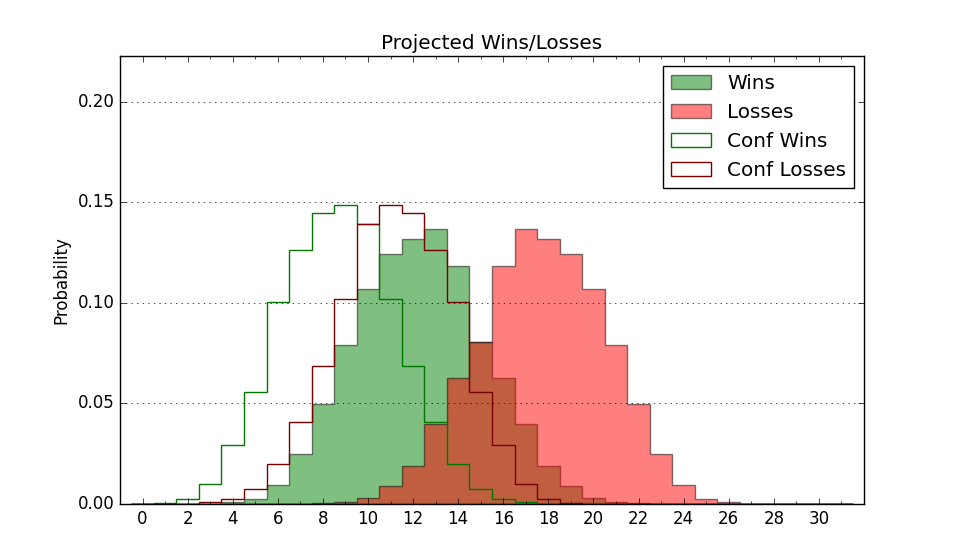 Projected Wins/Losses
Wins
Losses
Conf Wins
Conf Losses
Probability
0.20
0.15
0.10
0.05
0.00
0 2 4 6 8 10 12 14 16 18 20 22 24 26 28 30